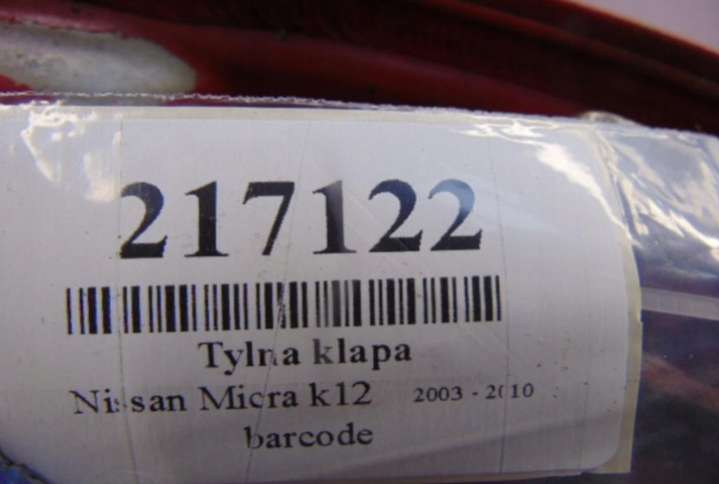 217122
Tylna klapa
Nissan Micra k12 2003 - 2010
barcode